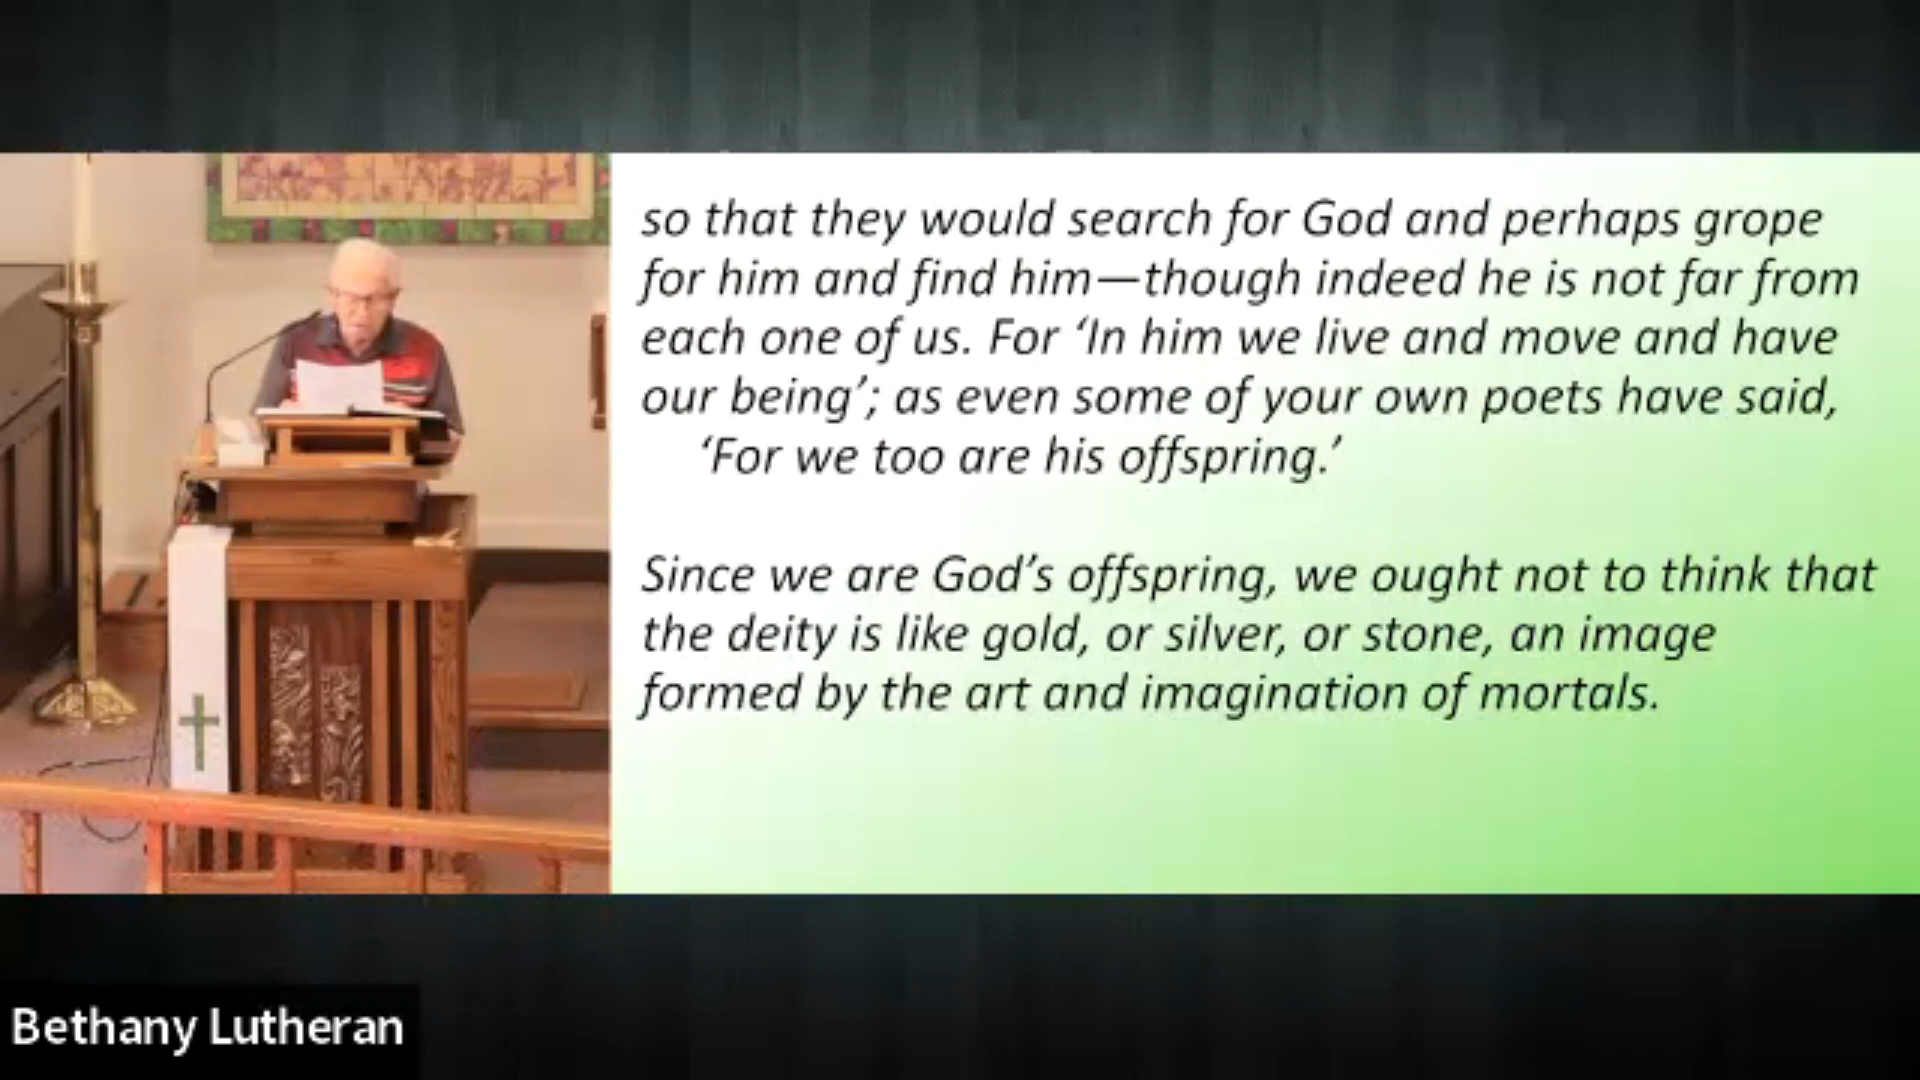 so that they would search for God and perhaps grope
for him and find him—though indeed he is not far from
each one of us. For ‘In him we live and move and have
our being’; as even some of your own poets have said,
‘For we too are his offspring.’
Since we are God’s offspring, we ought not to think that
the deity is like gold, or silver, or stone, an image
formed by the art and imagination of mortals.
Bethany Lutheran